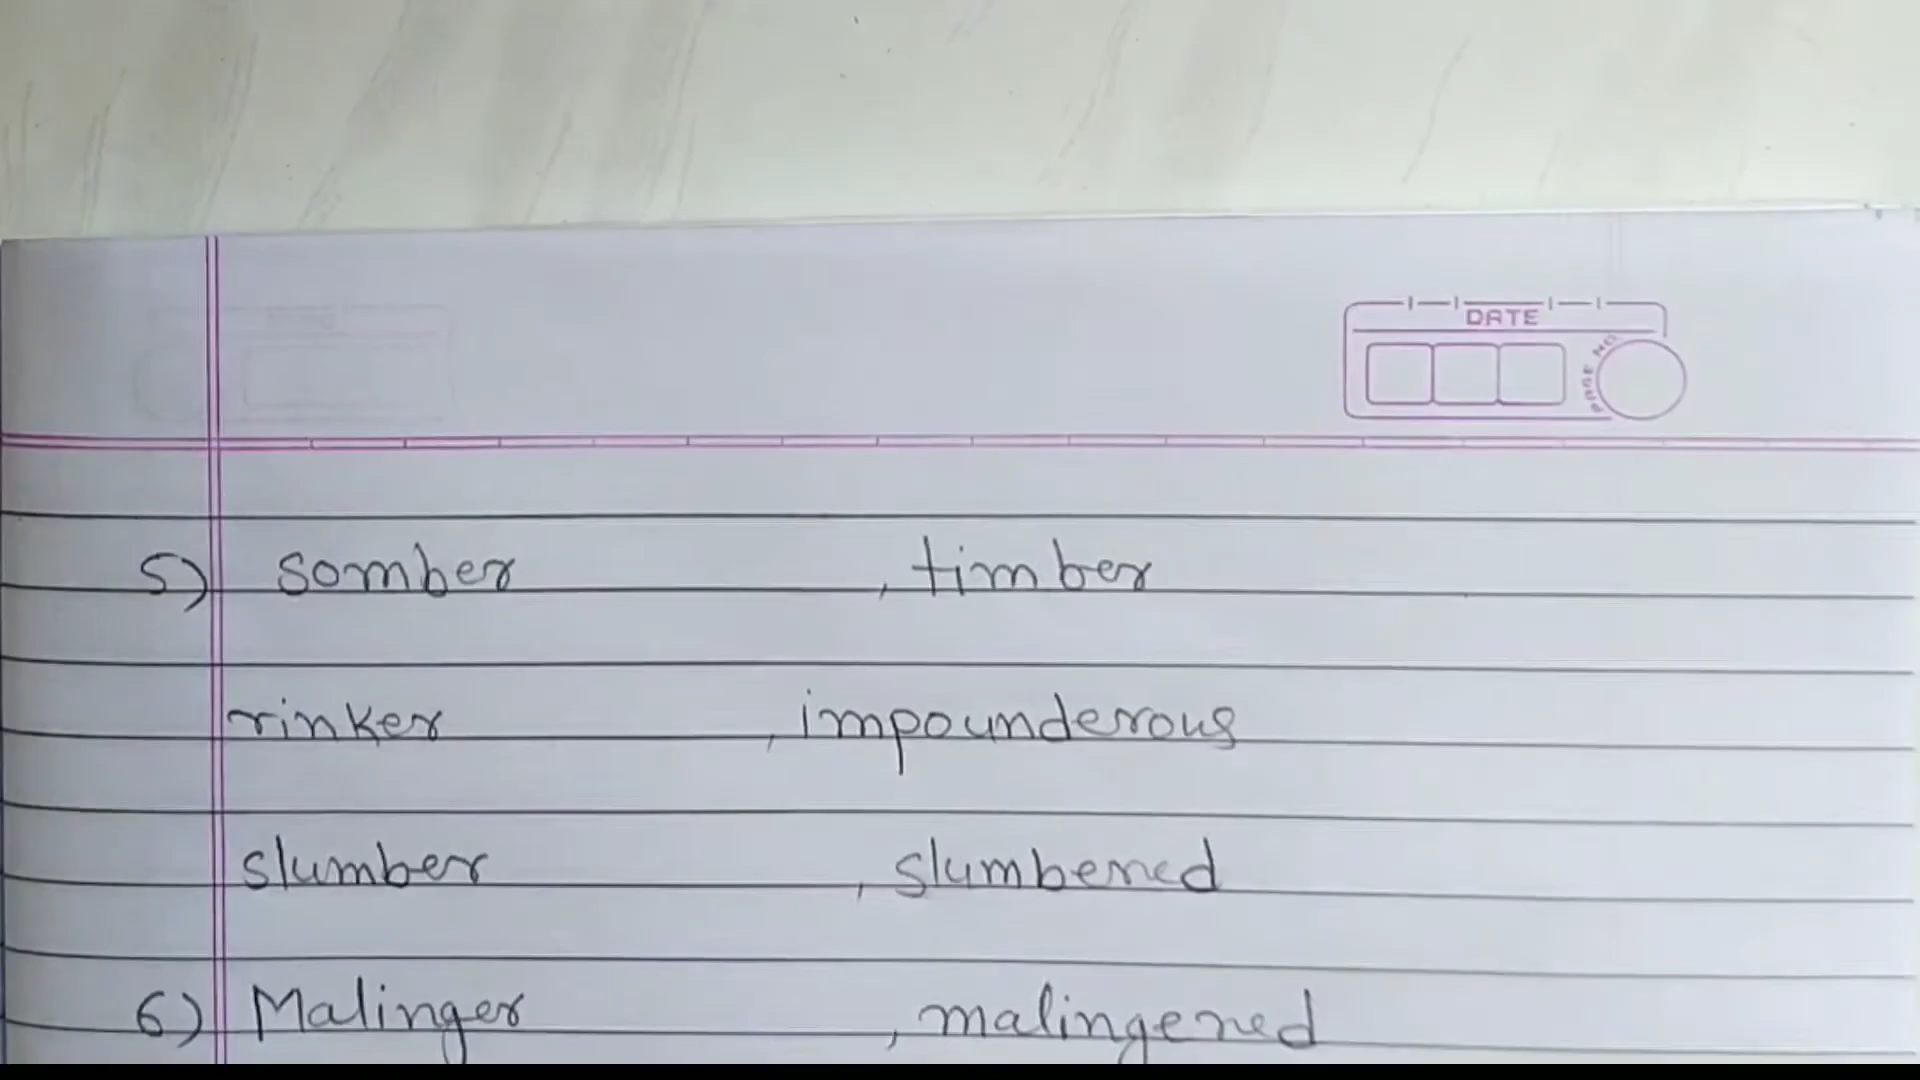 DATE
PAGE NO
5) somber , timber
rinker , impounderous
slumber , slumbered
6) Malinger , malingered